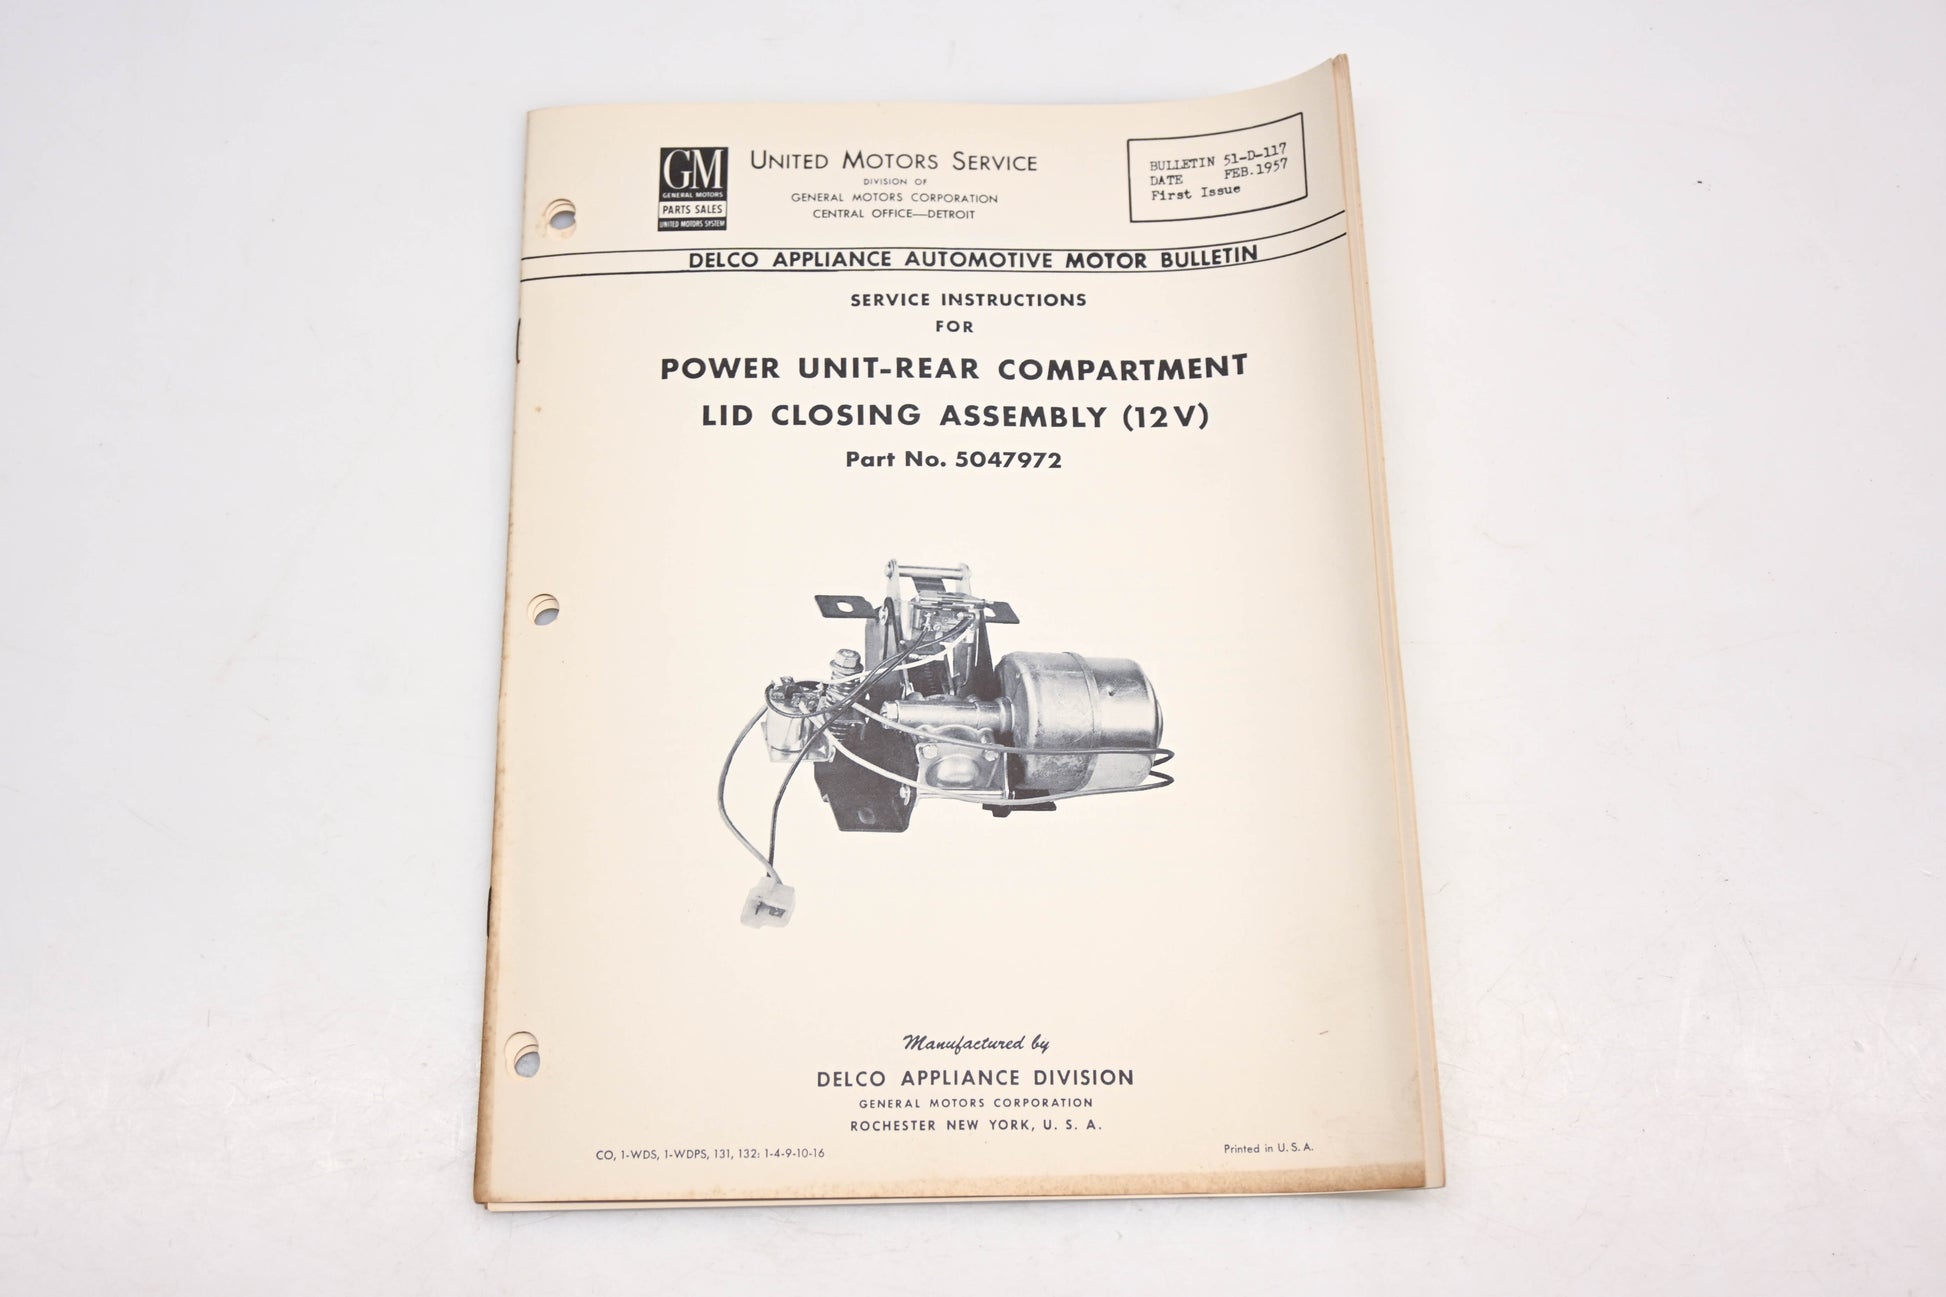 GM
GENERAL MOTORS
PARTS SALES
UNITED MOTORS SYSTEM
UNITED MOTORS SERVICE
DIVISION OF
GENERAL MOTORS CORPORATION
CENTRAL OFFICE—DETROIT
BULLETIN 51-D-117
DATE FEB.1957
First Issue
DELCO APPLIANCE AUTOMOTIVE MOTOR BULLETIN
SERVICE INSTRUCTIONS
FOR
POWER UNIT-REAR COMPARTMENT
LID CLOSING ASSEMBLY (12V)
Part No. 5047972
Manufactured by
DELCO APPLIANCE DIVISION
GENERAL MOTORS CORPORATION
ROCHESTER NEW YORK, U. S. A.
CO, 1-WDS, 1-WDPS, 131, 132: 1-4-9-10-16
Printed in U. S. A.